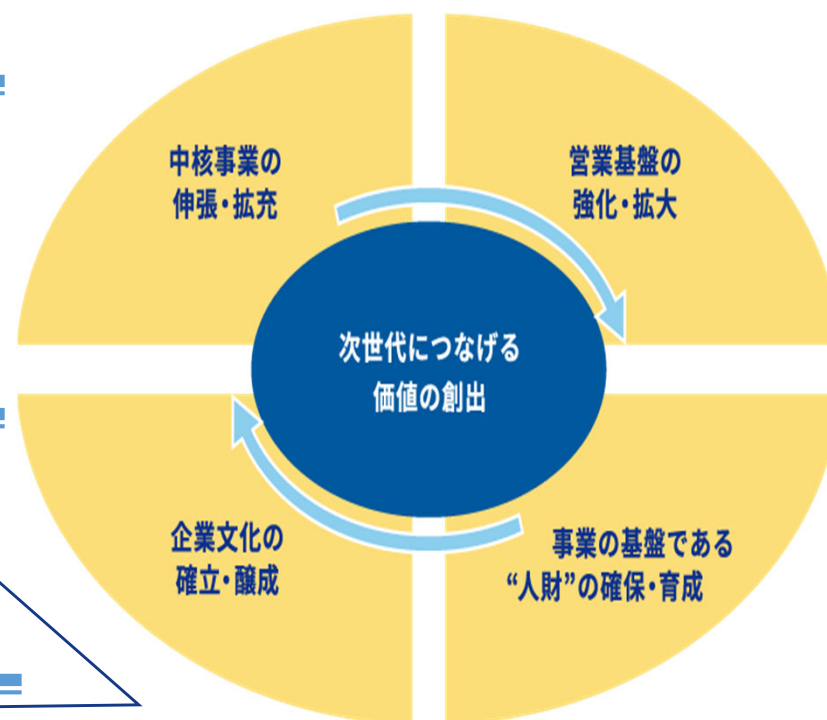 中核事業の
伸張・拡充
営業基盤の
強化・拡大
次世代につなげる
価値の創出
企業文化の
確立・醸成
事業の基盤である
“人財”の確保・育成